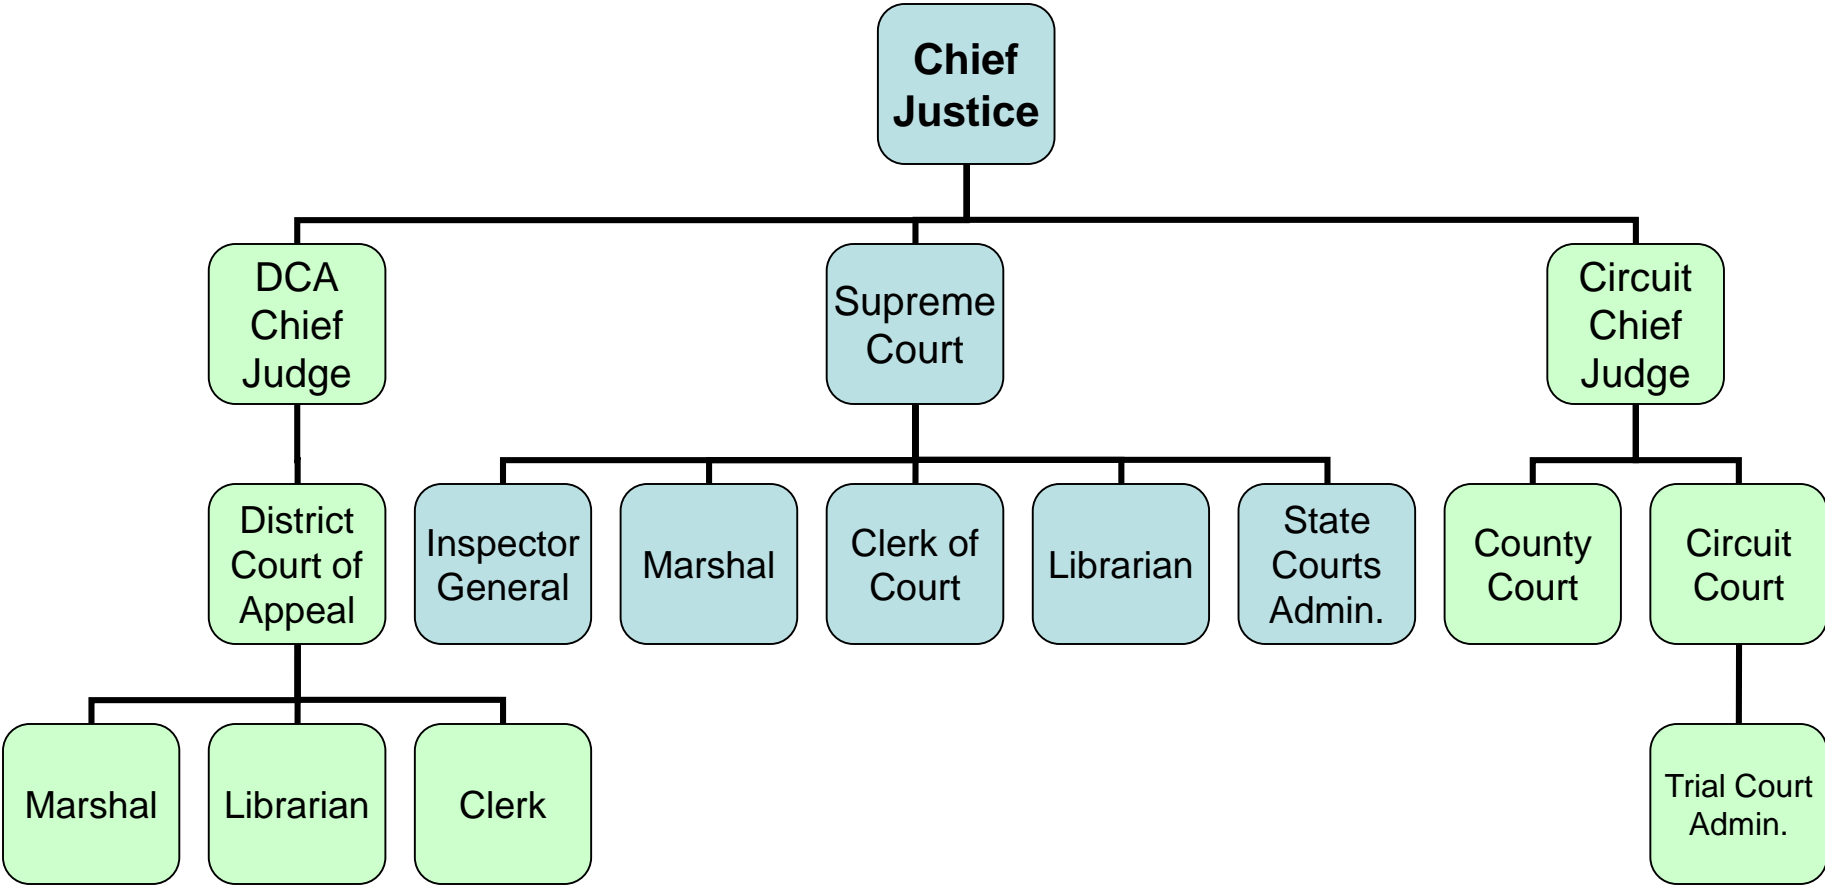 Chief
Justice
DCA
Chief
Judge
Supreme
Court
Circuit
Chief
Judge
District
Court of
Appeal
Inspector
General
Marshal
Clerk of
Court
Librarian
State
Courts
Admin.
County
Court
Circuit
Court
Marshal
Librarian
Clerk
Trial Court
Admin.